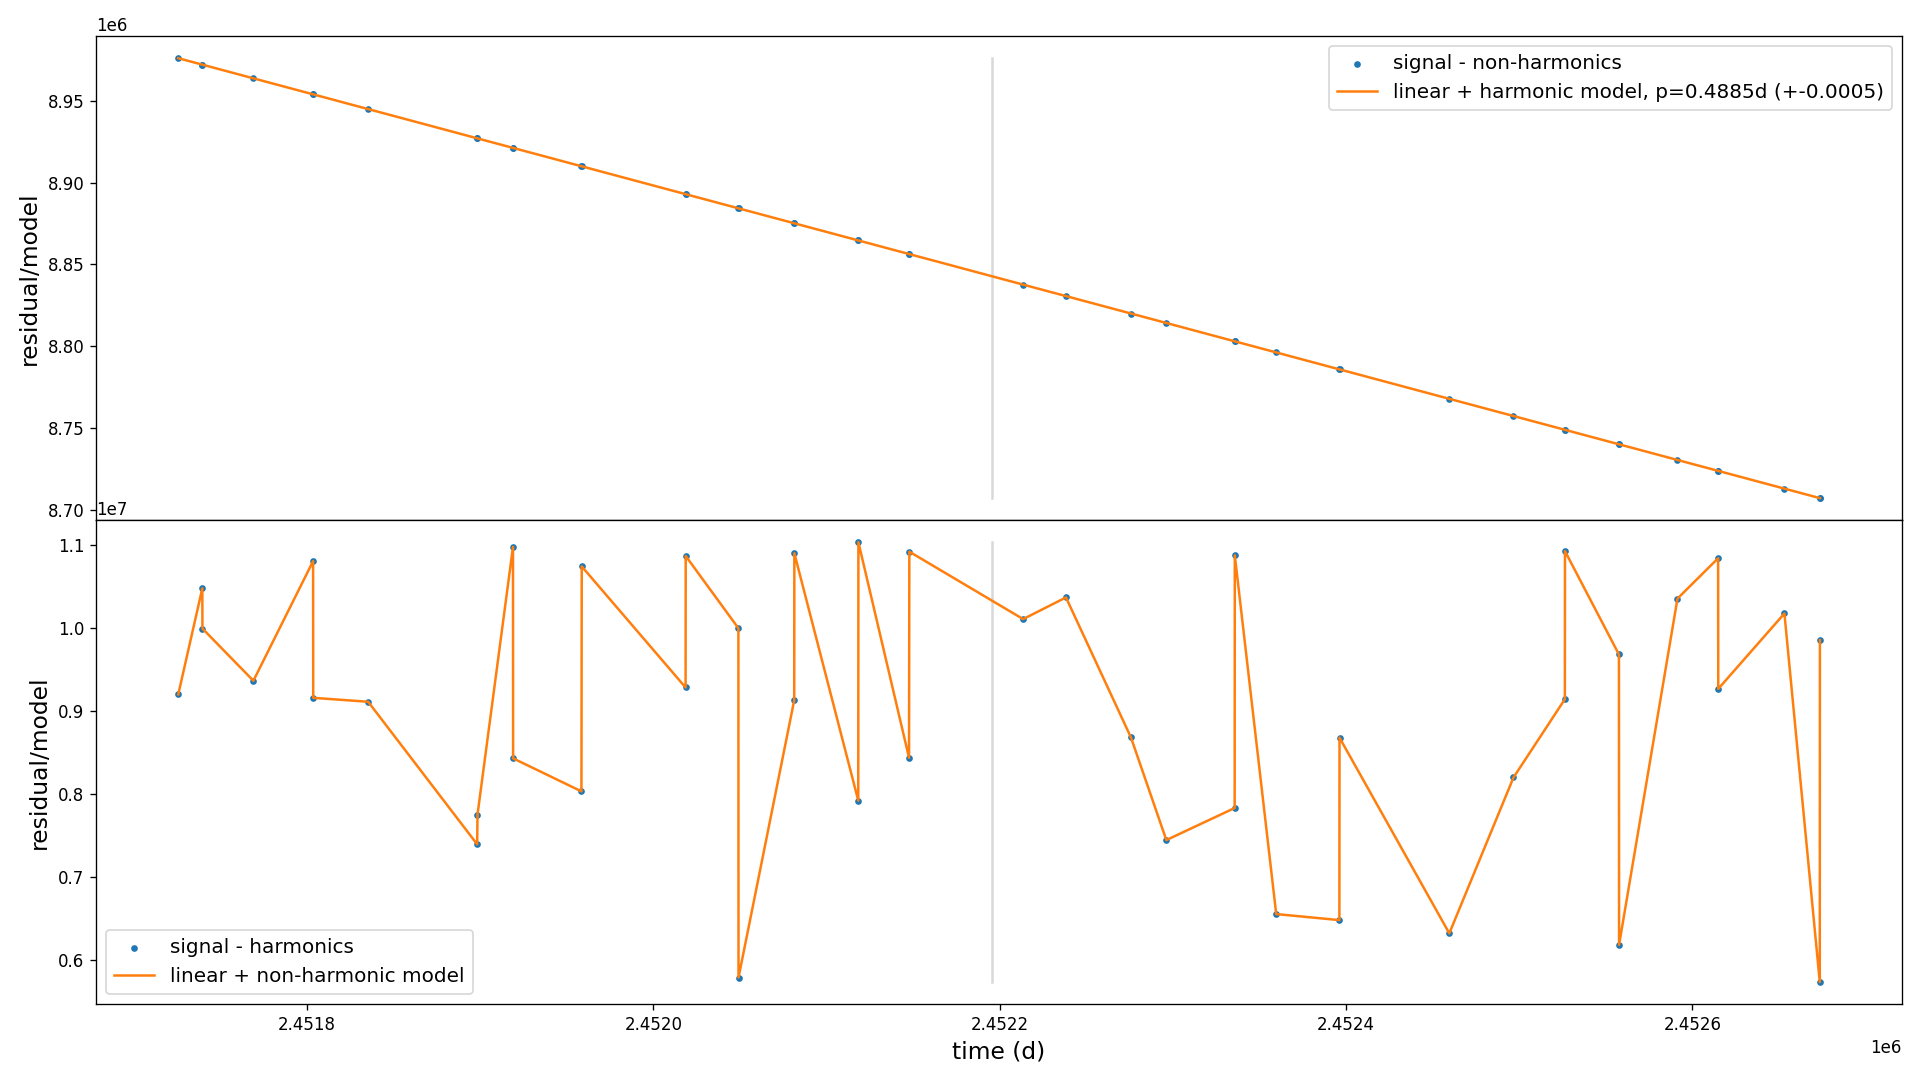 1e6
signal - non-harmonics
linear + harmonic model, p=0.4885d (+-0.0005)
8.95
8.90
8.85
8.80
8.75
8.70
residual/model
1e7
1.1
1.0
0.9
0.8
0.7
0.6
residual/model
signal - harmonics
linear + non-harmonic model
2.4518
2.4520
2.4522
2.4524
2.4526
time (d)
1e6